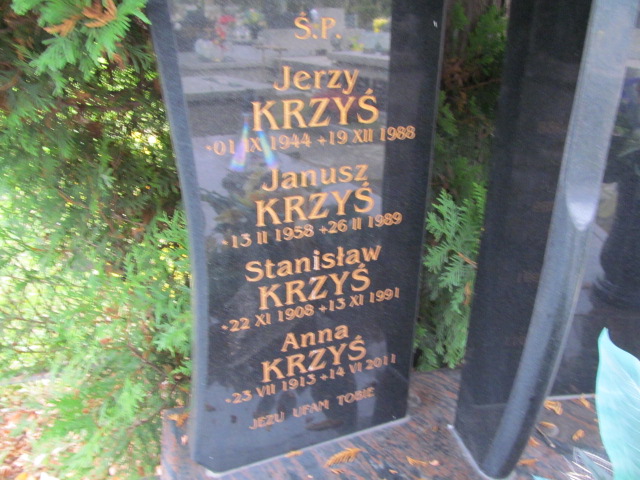 Ś.P.
Jerzy
KRZYŚ
*01 IX 1944 +19 XII 1988
Janusz
KRZYŚ
*13 II 1958 +26 II 1989
Stanisław
KRZYŚ
*22 XI 1908 +13 XI 1991
Anna
KRZYŚ
*23 VII 1913 +14 VI 2011
JEZU UFAM TOBIE